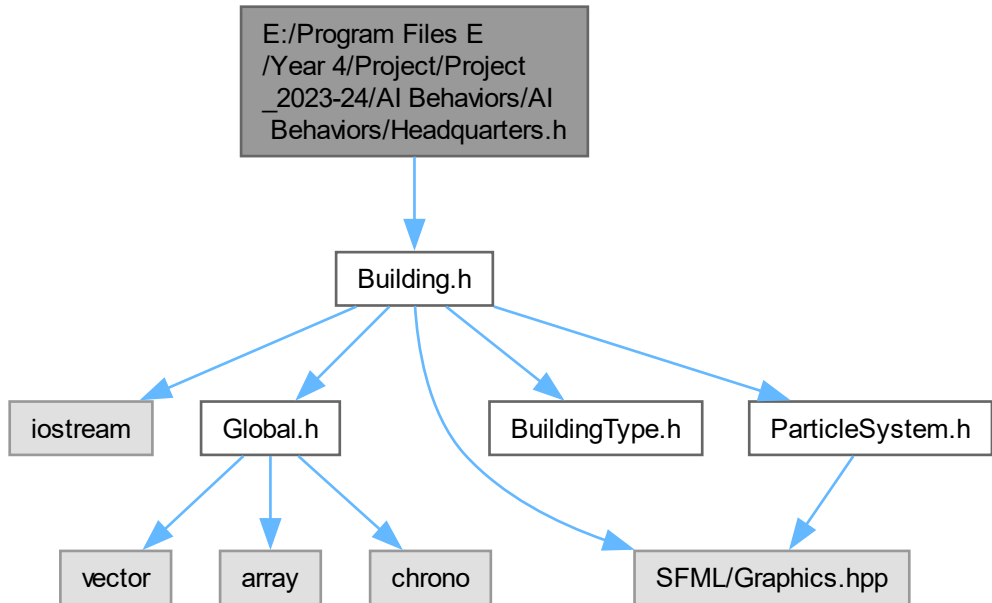 E:/Program Files E
/Year 4/Project/Project
_2023-24/AI Behaviors/AI
Behaviors/Headquarters.h
Building.h
iostream
Global.h
BuildingType.h
ParticleSystem.h
vector
array
chrono
SFML/Graphics.hpp